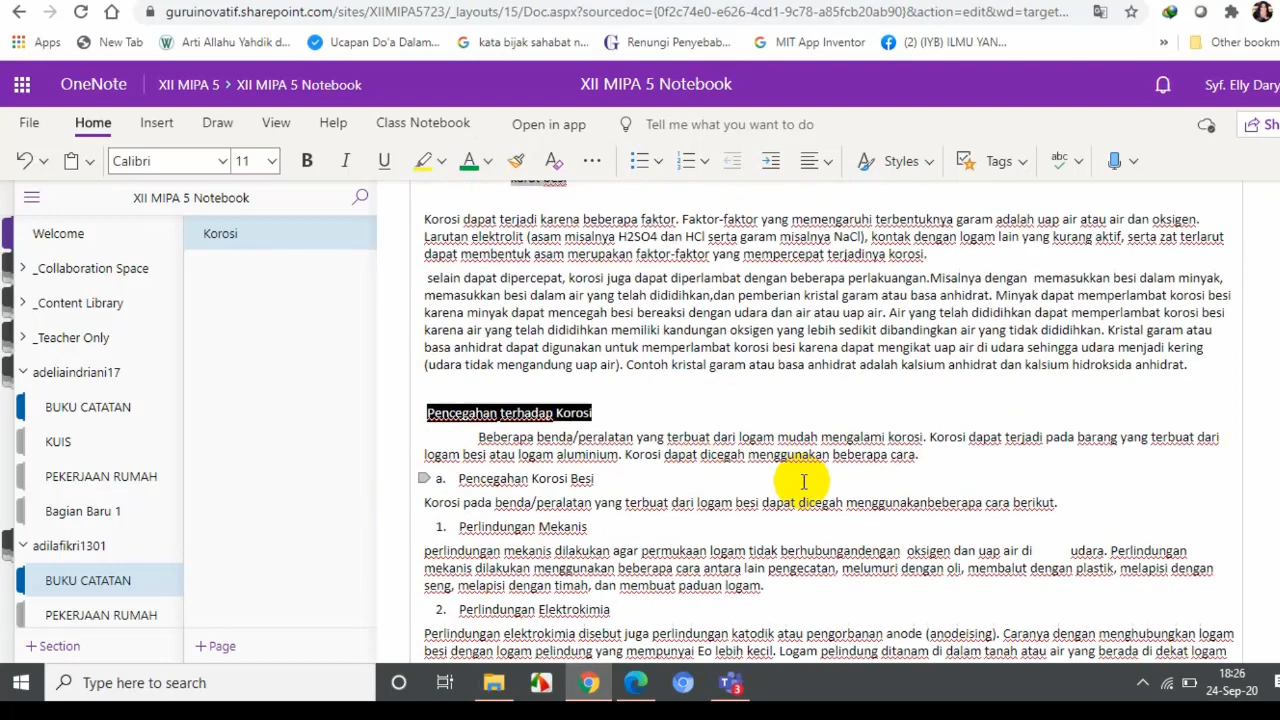 guruinovatif.sharepoint.com/sites/XIIMIPA5723/_layouts/15/Doc.aspx?sourcedoc={0f2c74e0-e626-4cd1-9c78-a85fcb20ab90}&action=edit&wd=target...
Apps New Tab Arti Allahu Yahdik d... Ucapan Do'a Dalam... kata bijak sahabat n... Renungi Penyebab... MIT App Inventor (2) (IYB) ILMU YAN... » Other bookm
OneNote XII MIPA 5 > XII MIPA 5 Notebook XII MIPA 5 Notebook Syf. Elly Dary
File Home Insert Draw View Help Class Notebook Open in app Tell me what you want to do Sh
Calibri 11 B I U A Styles Tags abc
XII MIPA 5 Notebook
Welcome
_Collaboration Space
_Content Library
_Teacher Only
adeliaindriani17
BUKU CATATAN
KUIS
PEKERJAAN RUMAH
Bagian Baru 1
adilafikri1301
BUKU CATATAN
PEKERJAAN RUMAH
+ Section
Korosi
+ Page
karat besi
Korosi dapat terjadi karena beberapa faktor. Faktor-faktor yang memengaruhi terbentuknya garam adalah uap air atau air dan oksigen.
Larutan elektrolit (asam misalnya H2SO4 dan HCl serta garam misalnya NaCl), kontak dengan logam lain yang kurang aktif, serta zat terlarut
dapat membentuk asam merupakan faktor-faktor yang mempercepat terjadinya korosi.
selain dapat dipercepat, korosi juga dapat diperlambat dengan beberapa perlakuangan.Misalnya dengan memasukkan besi dalam minyak,
memasukkan besi dalam air yang telah dididihkan,dan pemberian kristal garam atau basa anhidrat. Minyak dapat memperlambat korosi besi
karena minyak dapat mencegah besi bereaksi dengan udara dan air atau uap air. Air yang telah dididihkan dapat memperlambat korosi besi
karena air yang telah dididihkan memiliki kandungan oksigen yang lebih sedikit dibandingkan air yang tidak dididihkan. Kristal garam atau
basa anhidrat dapat digunakan untuk memperlambat korosi besi karena dapat mengikat uap air di udara sehingga udara menjadi kering
(udara tidak mengandung uap air). Contoh kristal garam atau basa anhidrat adalah kalsium anhidrat dan kalsium hidroksida anhidrat.
Pencegahan terhadap Korosi
Beberapa benda/peralatan yang terbuat dari logam mudah mengalami korosi. Korosi dapat terjadi pada barang yang terbuat dari
logam besi atau logam aluminium. Korosi dapat dicegah menggunakan beberapa cara.
a. Pencegahan Korosi Besi
Korosi pada benda/peralatan yang terbuat dari logam besi dapat dicegah menggunakanbeberapa cara berikut.
1. Perlindungan Mekanis
perlindungan mekanis dilakukan agar permukaan logam tidak berhubungandengan oksigen dan uap air di udara. Perlindungan
mekanis dilakukan menggunakan beberapa cara antara lain pengecatan, melumuri dengan oli, membalut dengan plastik, melapisi dengan
seng, melapisi dengan timah, dan membuat paduan logam.
2. Perlindungan Elektrokimia
Perlindungan elektrokimia disebut juga perlindungan katodik atau pengorbanan anode (anodeising). Caranya dengan menghubungkan logam
besi dengan logam pelindung yang mempunyai Eo lebih kecil. Logam pelindung ditanam di dalam tanah atau air yang berada di dekat logam
Type here to search 3 18:26
24-Sep-20